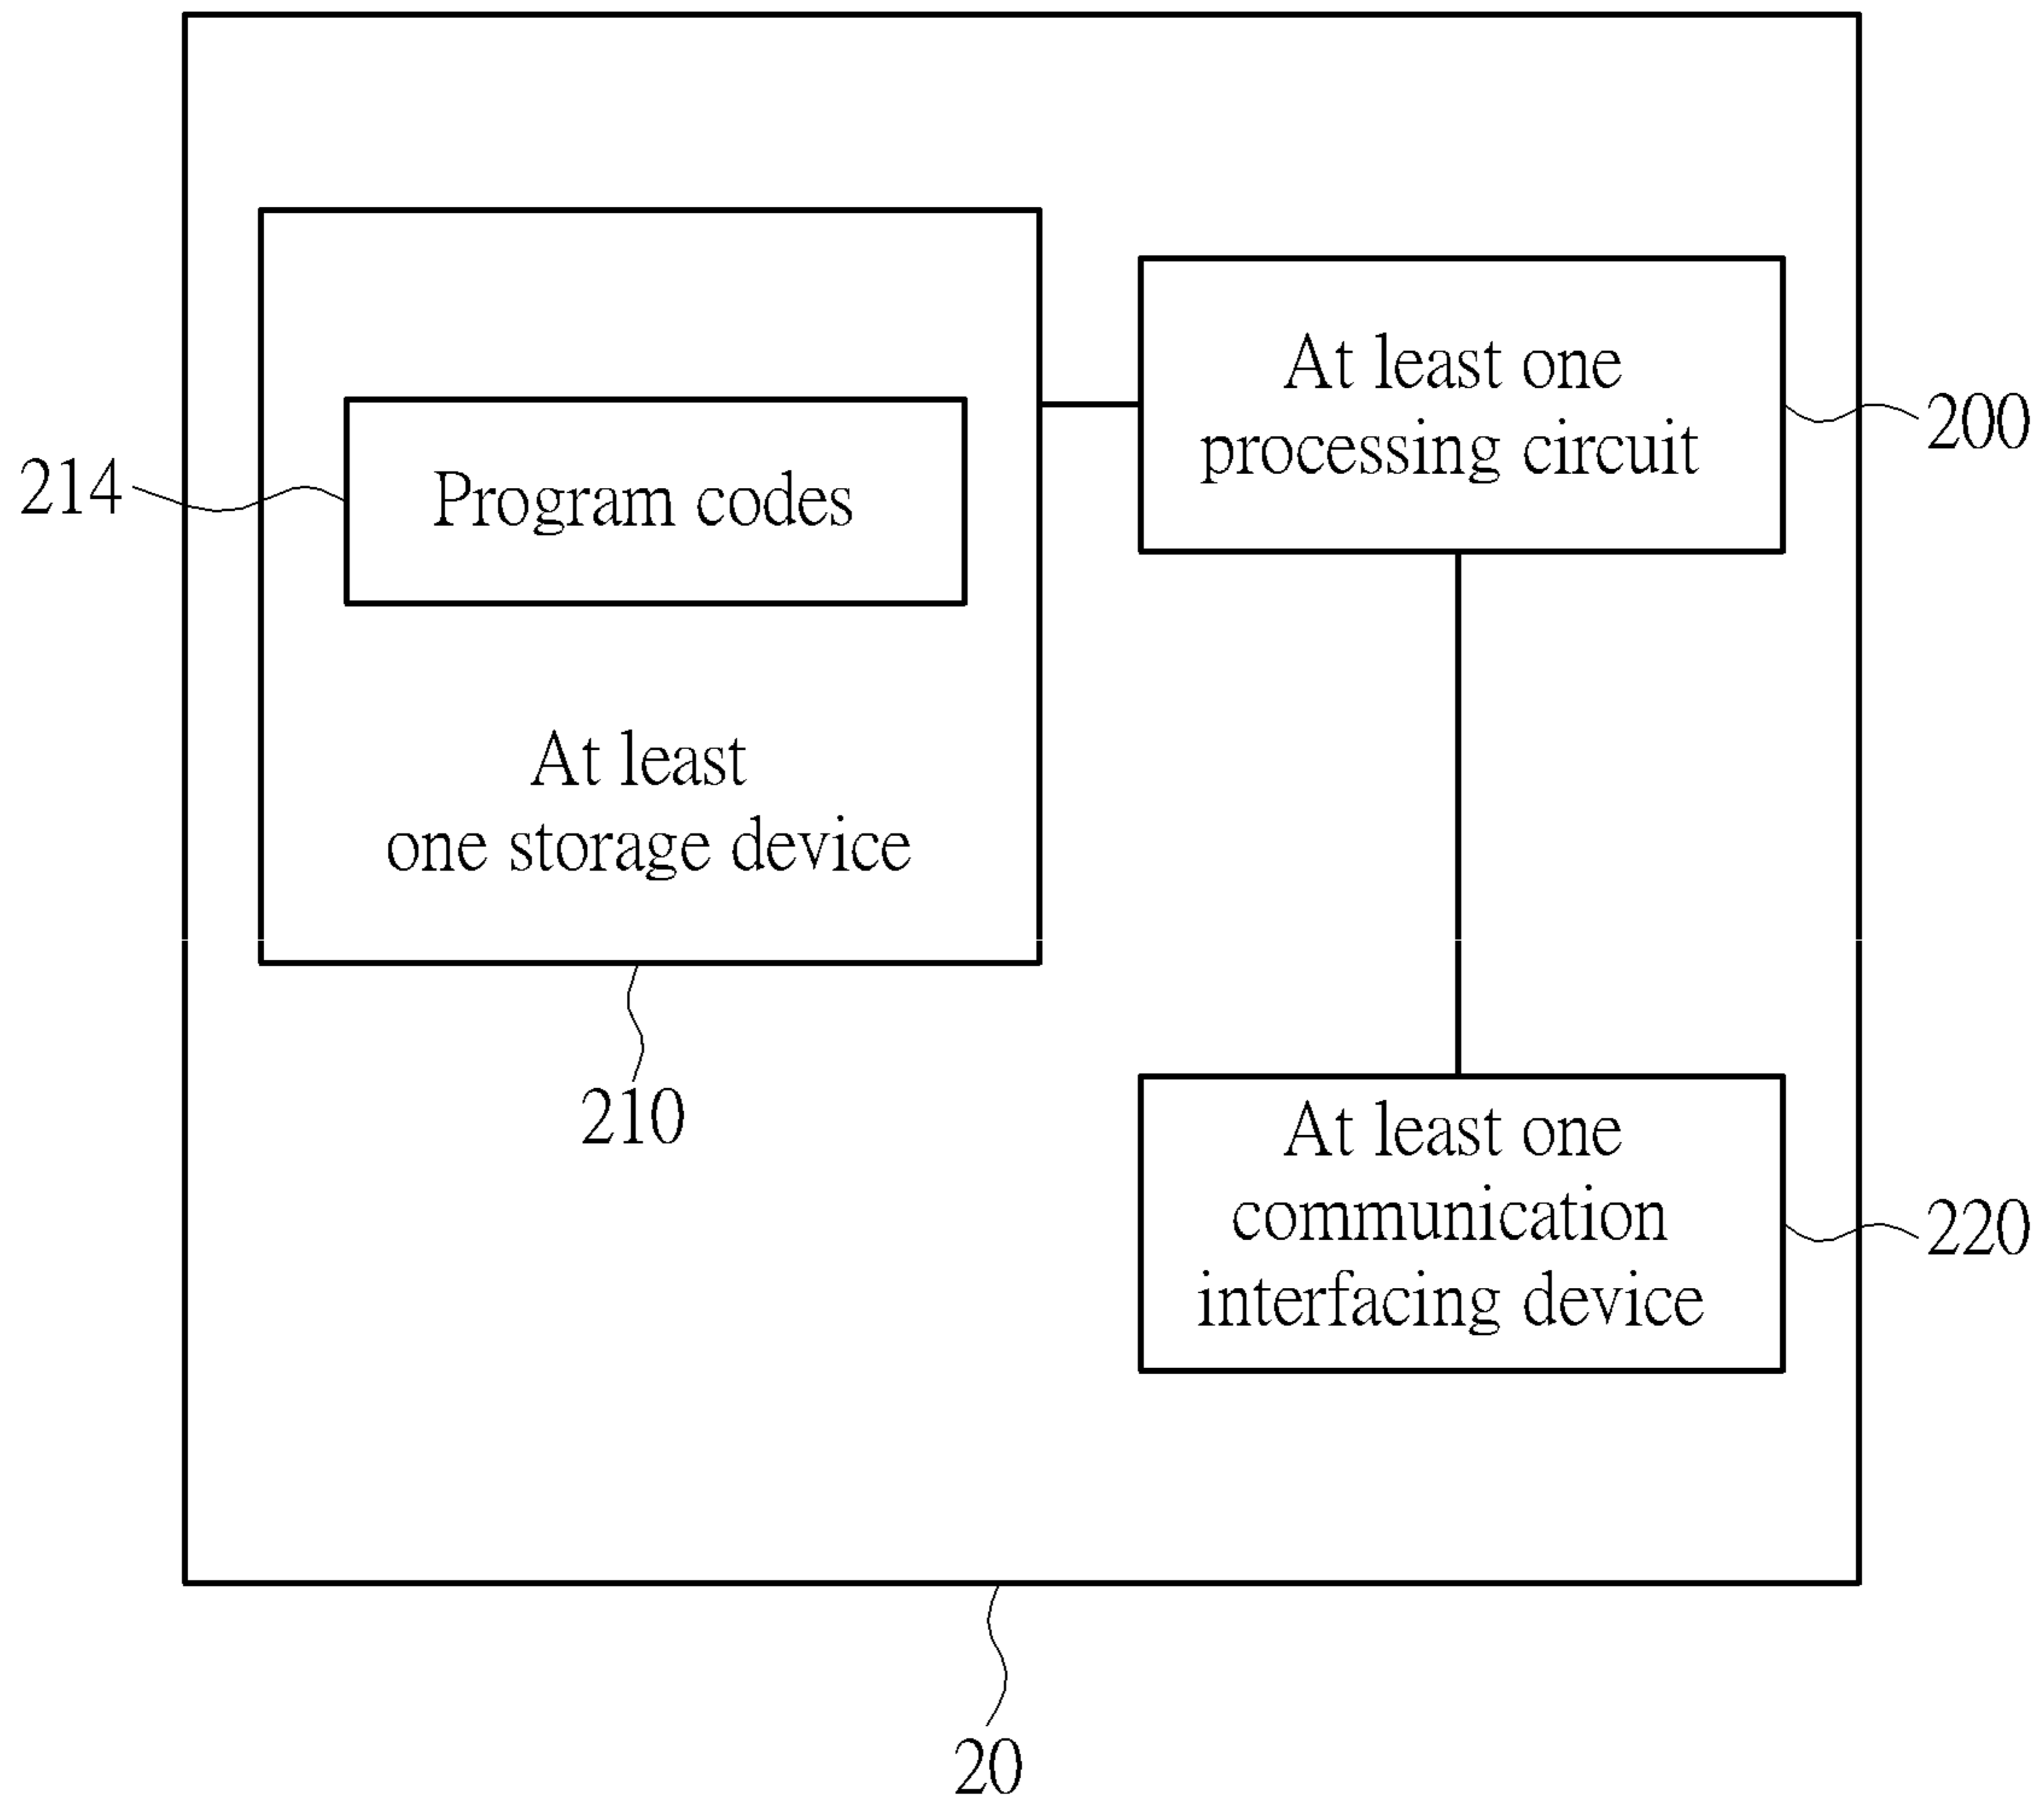 At least one
processing circuit
200
214
Program codes
At least
one storage device
210
At least one
communication
interfacing device
220
20